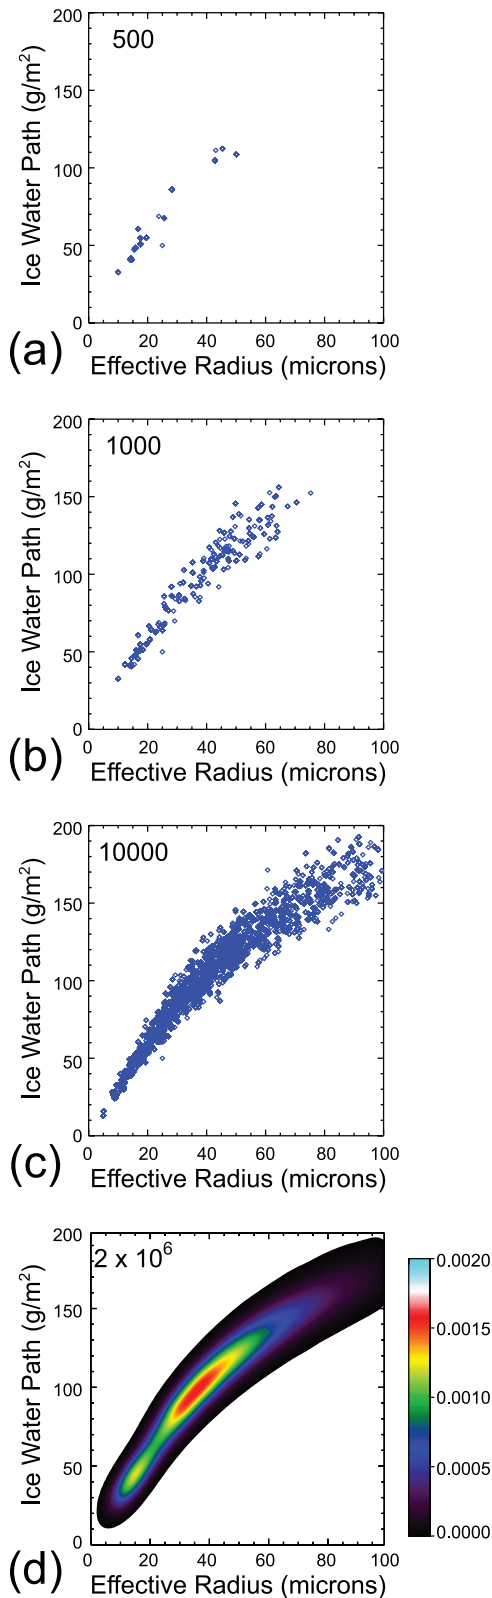 200
500
150
100
50
0
Ice Water Path (g/m²)
0 20 40 60 80 100
Effective Radius (microns)
(a)
200
1000
150
100
50
0
Ice Water Path (g/m²)
0 20 40 60 80 100
Effective Radius (microns)
(b)
200
10000
150
100
50
0
Ice Water Path (g/m²)
0 20 40 60 80 100
Effective Radius (microns)
(c)
200
2 x 10⁶
150
100
50
0
Ice Water Path (g/m²)
0 20 40 60 80 100
Effective Radius (microns)
(d)
0.0020
0.0015
0.0010
0.0005
0.0000